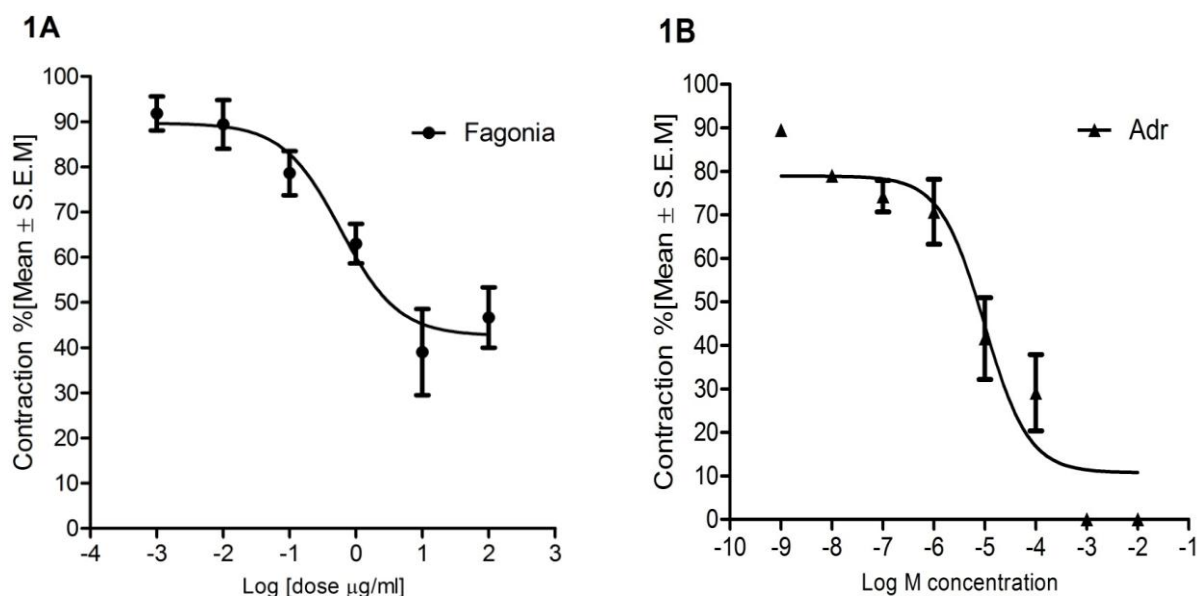 1A
Contraction %[Mean ± S.E.M]
100
90
80
70
60
50
40
30
20
10
0
Fagonia
-4 -3 -2 -1 0 1 2 3
Log [dose µg/ml]
1B
Contraction %[Mean ± S.E.M]
100
90
80
70
60
50
40
30
20
10
0
Adr
-10 -9 -8 -7 -6 -5 -4 -3 -2 -1
Log M concentration